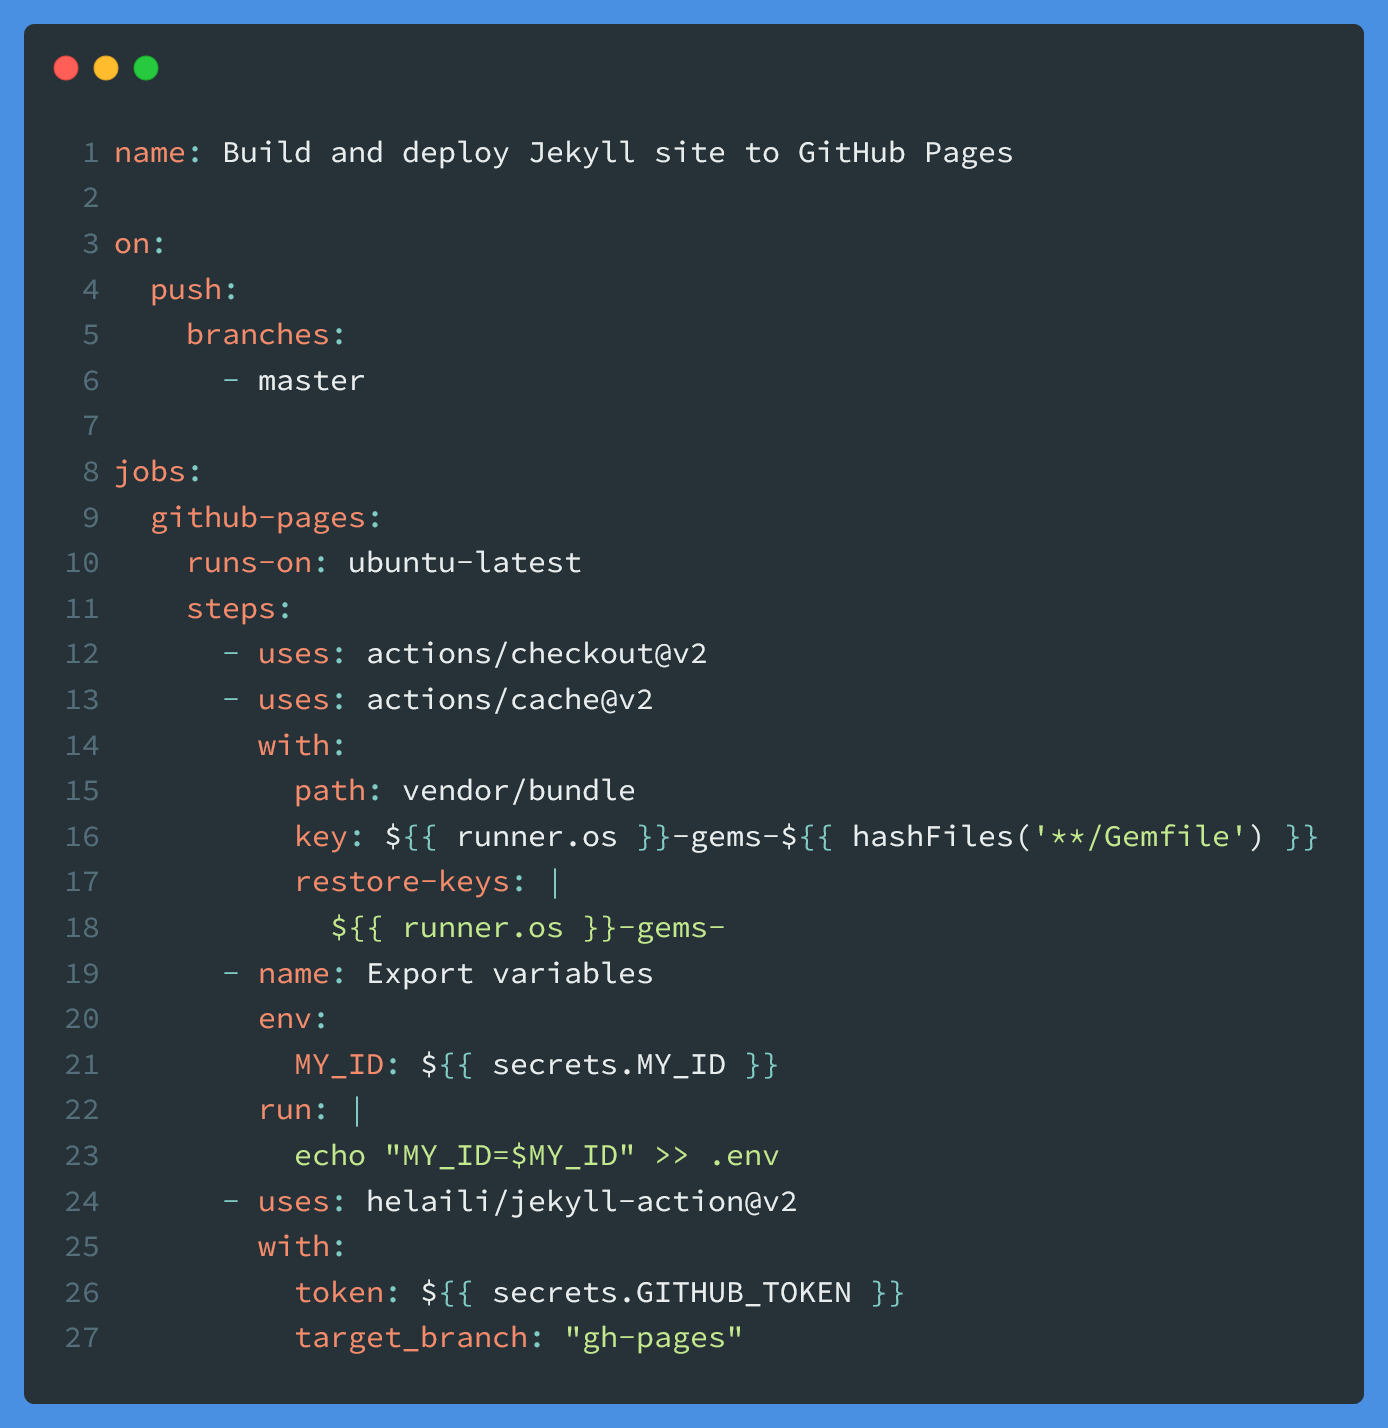 1 name: Build and deploy Jekyll site to GitHub Pages
2
3 on:
4   push:
5     branches:
6       - master
7
8 jobs:
9   github-pages:
10     runs-on: ubuntu-latest
11     steps:
12       - uses: actions/checkout@v2
13       - uses: actions/cache@v2
14         with:
15           path: vendor/bundle
16           key: ${{ runner.os }}-gems-${{ hashFiles('**/Gemfile') }}
17           restore-keys: |
18             ${{ runner.os }}-gems-
19       - name: Export variables
20         env:
21           MY_ID: ${{ secrets.MY_ID }}
22         run: |
23           echo "MY_ID=$MY_ID" >> .env
24       - uses: helaili/jekyll-action@v2
25         with:
26           token: ${{ secrets.GITHUB_TOKEN }}
27           target_branch: "gh-pages"